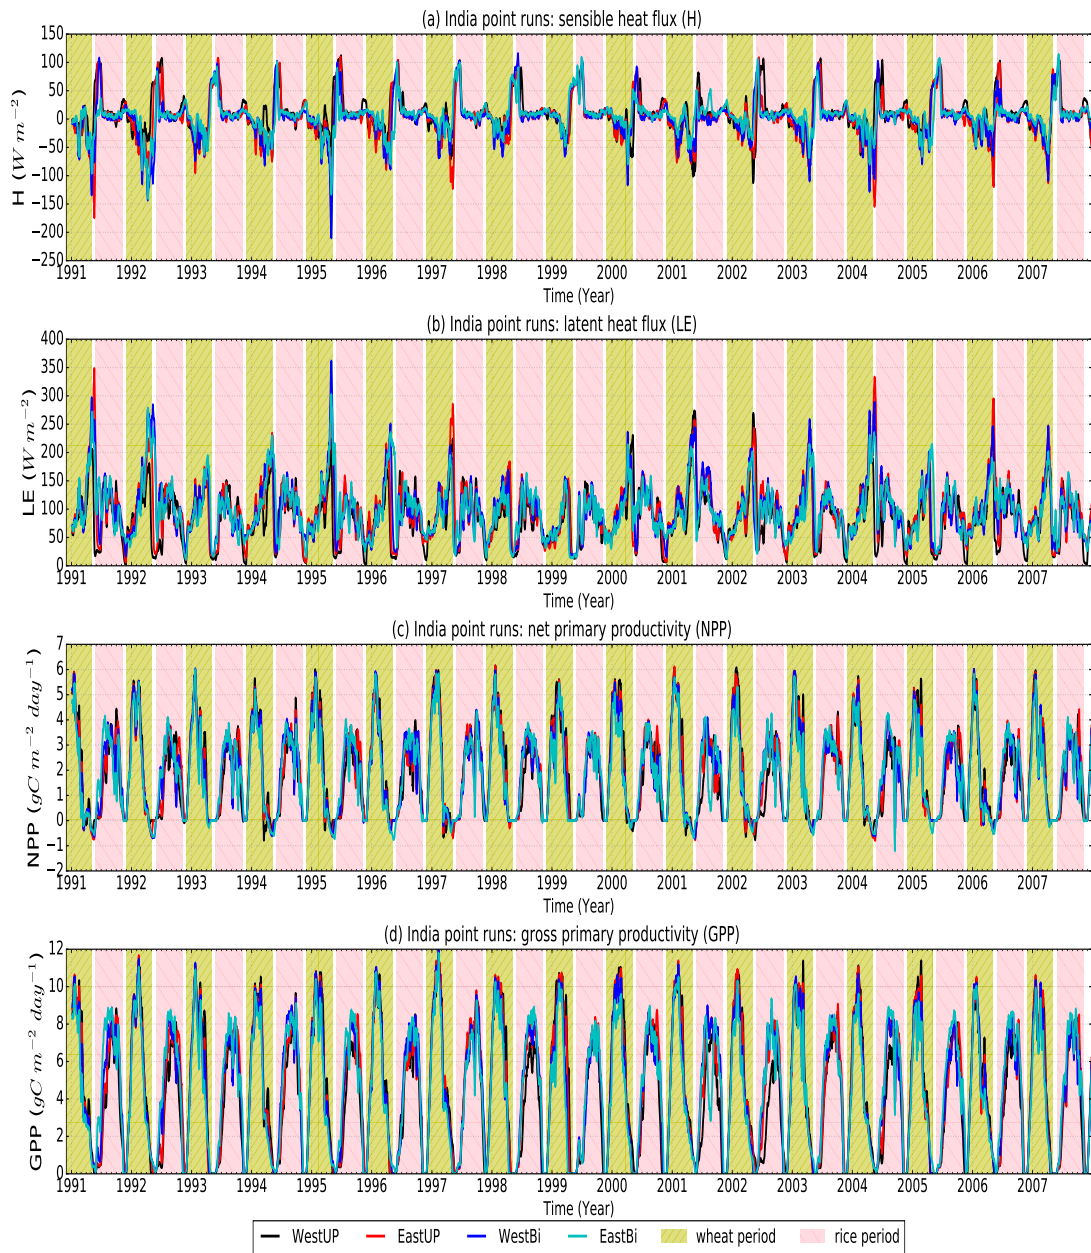 (a) India point runs: sensible heat flux (H)
H (W m⁻²)
150
100
50
0
−50
−100
−150
−200
−250
1991 1992 1993 1994 1995 1996 1997 1998 1999 2000 2001 2002 2003 2004 2005 2006 2007
Time (Year)
(b) India point runs: latent heat flux (LE)
LE (W m⁻²)
400
350
300
250
200
150
100
50
0
1991 1992 1993 1994 1995 1996 1997 1998 1999 2000 2001 2002 2003 2004 2005 2006 2007
Time (Year)
(c) India point runs: net primary productivity (NPP)
NPP (gC m⁻² day⁻¹)
7
6
5
4
3
2
1
0
−1
−2
1991 1992 1993 1994 1995 1996 1997 1998 1999 2000 2001 2002 2003 2004 2005 2006 2007
Time (Year)
(d) India point runs: gross primary productivity (GPP)
GPP (gC m⁻² day⁻¹)
12
10
8
6
4
2
0
1991 1992 1993 1994 1995 1996 1997 1998 1999 2000 2001 2002 2003 2004 2005 2006 2007
Time (Year)
WestUP EastUP WestBi EastBi wheat period rice period